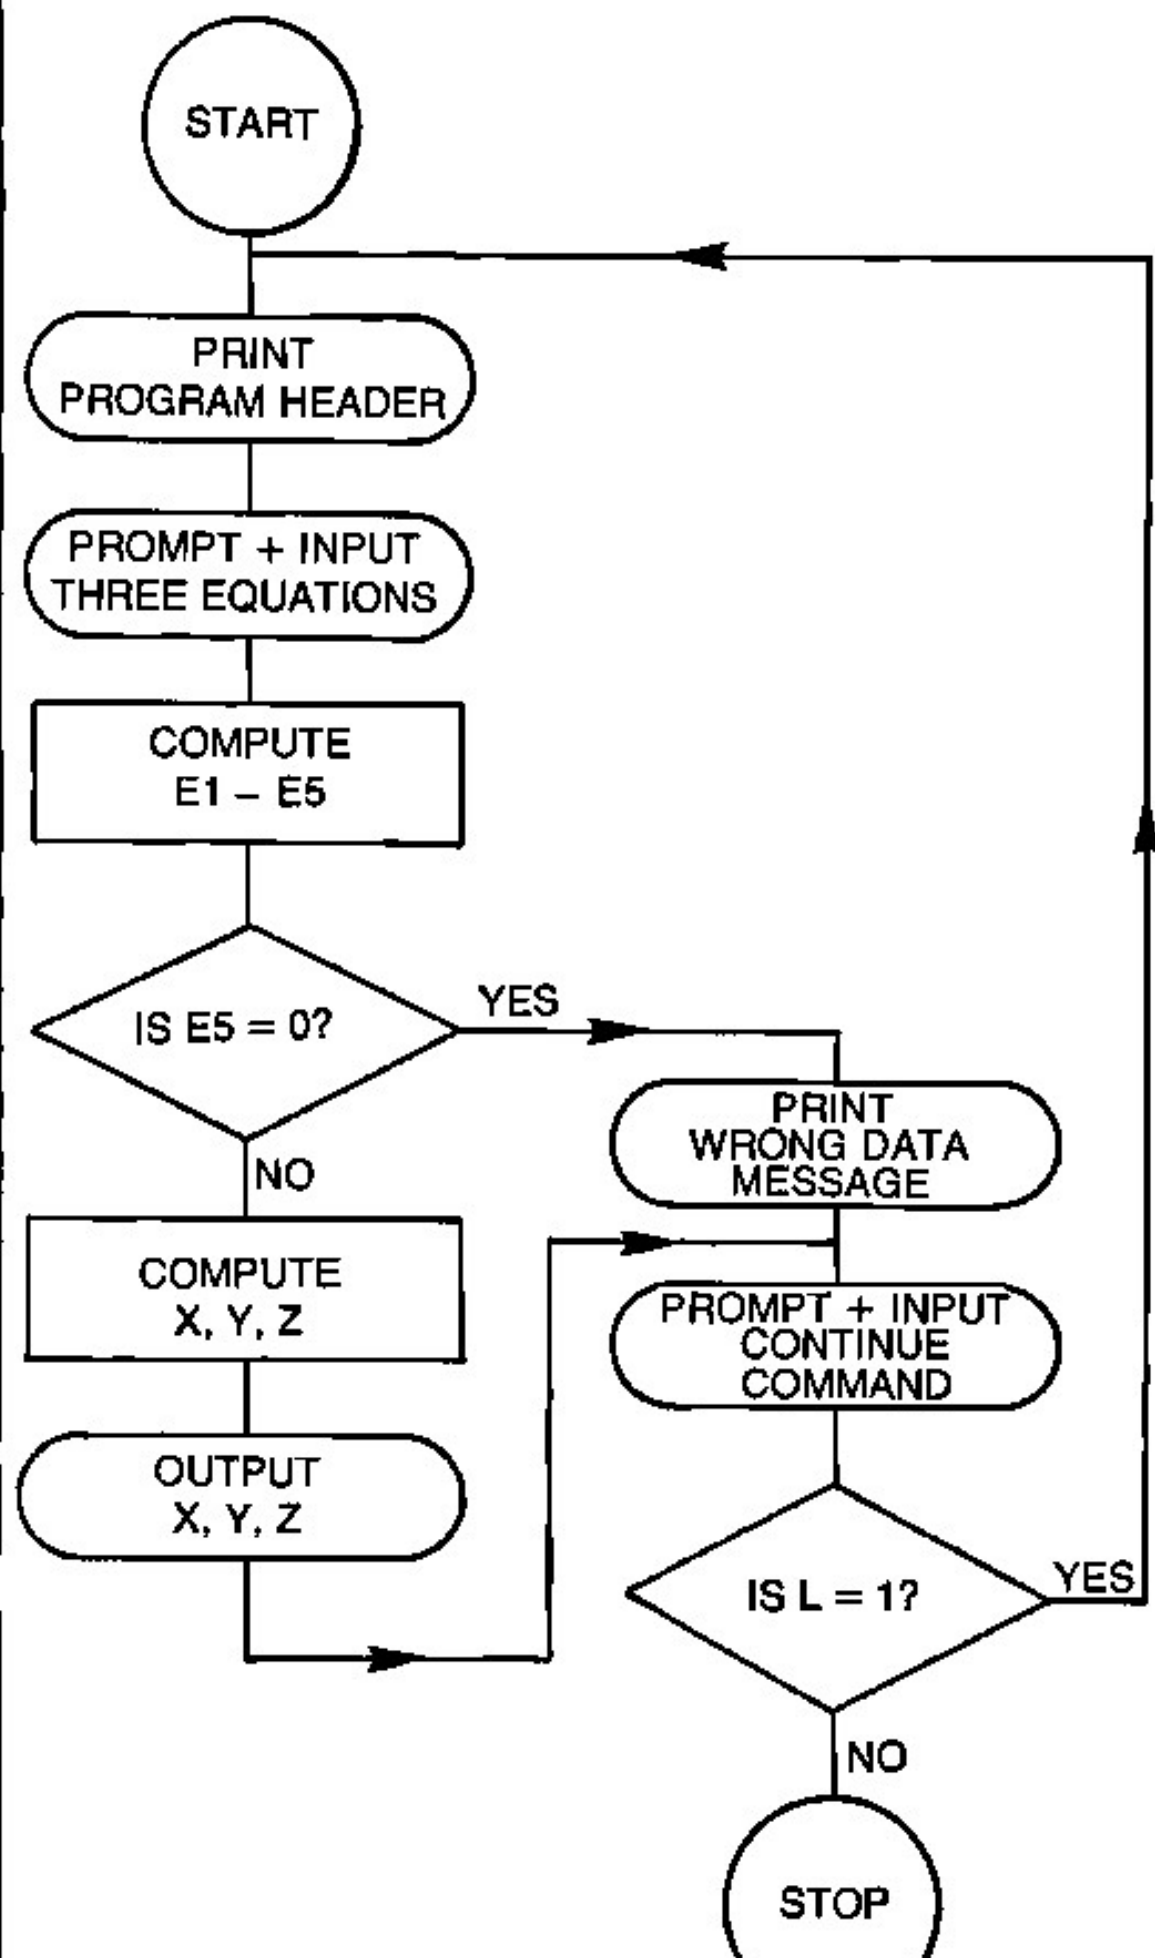 START
PRINT
PROGRAM HEADER
PROMPT + INPUT
THREE EQUATIONS
COMPUTE
E1 – E5
IS E5 = 0?
YES
NO
PRINT
WRONG DATA
MESSAGE
COMPUTE
X, Y, Z
PROMPT + INPUT
CONTINUE
COMMAND
OUTPUT
X, Y, Z
IS L = 1?
YES
NO
STOP